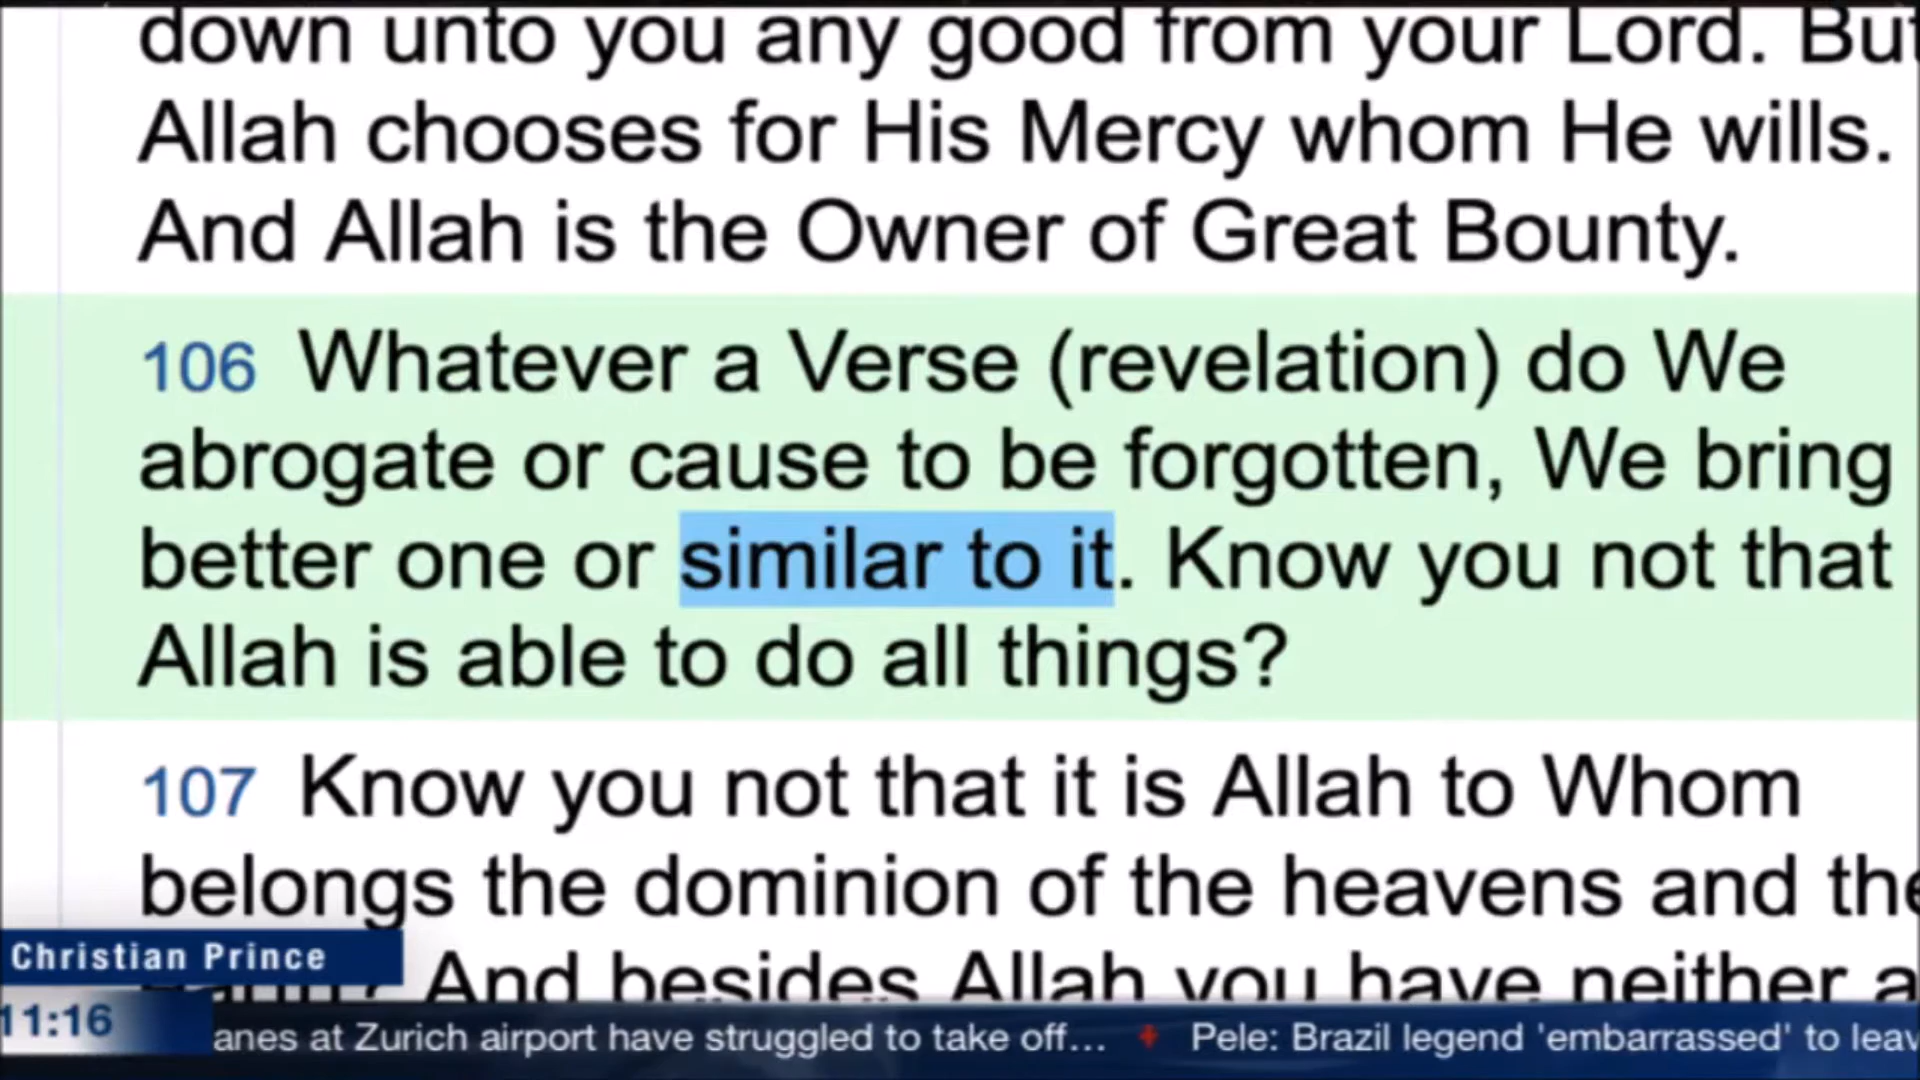 down unto you any good from your Lord. But
Allah chooses for His Mercy whom He wills.
And Allah is the Owner of Great Bounty.
106 Whatever a Verse (revelation) do We
abrogate or cause to be forgotten, We bring
better one or similar to it. Know you not that
Allah is able to do all things?
107 Know you not that it is Allah to Whom
belongs the dominion of the heavens and the
And besides Allah you have neither a
Christian Prince
11:16
anes at Zurich airport have struggled to take off... + Pele: Brazil legend 'embarrassed' to leav